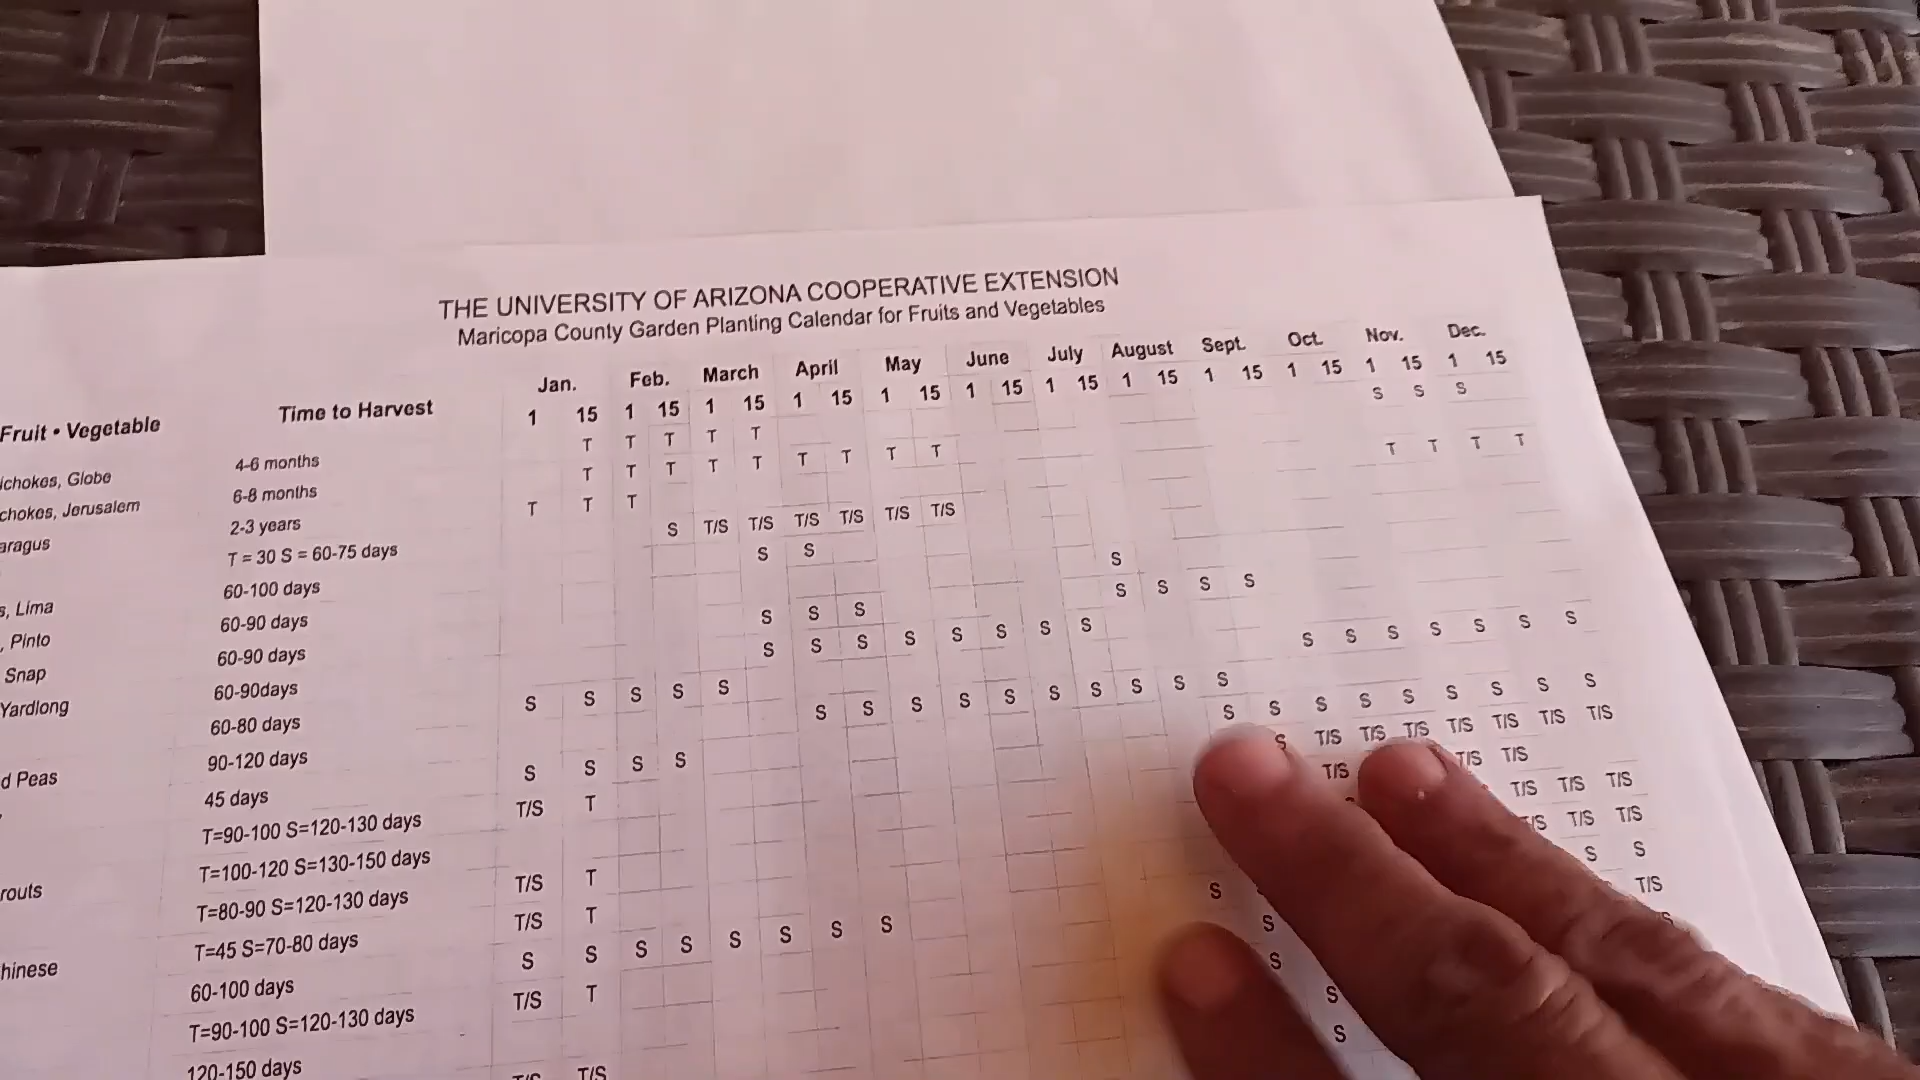 THE UNIVERSITY OF ARIZONA COOPERATIVE EXTENSION
Maricopa County Garden Planting Calendar for Fruits and Vegetables
Jan. Feb. March April May June July August Sept. Oct. Nov. Dec.
Fruit • Vegetable Time to Harvest 1 15 1 15 1 15 1 15 1 15 1 15 1 15 1 15 1 15 1 15 1 15 1 15
ichokes, Globe 4-6 months T T T T T S S S
chokes, Jerusalem 6-8 months T T T T T T T T T T T T T
aragus 2-3 years T T T
T = 30 S = 60-75 days S T/S T/S T/S T/S T/S T/S
s, Lima 60-100 days S S S
, Pinto 60-90 days S S S S
Snap 60-90 days S S S
Yardlong 60-90days S S S S S S S S
60-80 days S S S S S S S S S S S S
d Peas 90-120 days S S S S S S S S S S
45 days S S S S S S S S S S S S S
T=90-100 S=120-130 days T/S T S T/S T/S T/S T/S T/S T/S T/S
T=100-120 S=130-150 days T/S T/S T/S
routs T=80-90 S=120-130 days T/S T T/S T/S T/S
T=45 S=70-80 days T/S T T/S T/S T/S
hinese 60-100 days S S S S S S S S S S S
T=90-100 S=120-130 days T/S T S T/S
120-150 days T/S T/S S
S
S